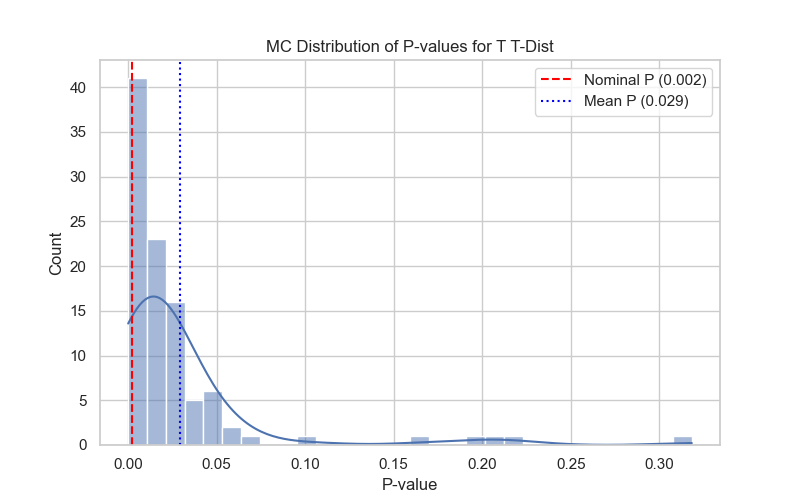 MC Distribution of P-values for T T-Dist
Nominal P (0.002)
Mean P (0.029)
Count
40
35
30
25
20
15
10
5
0
0.00 0.05 0.10 0.15 0.20 0.25 0.30
P-value